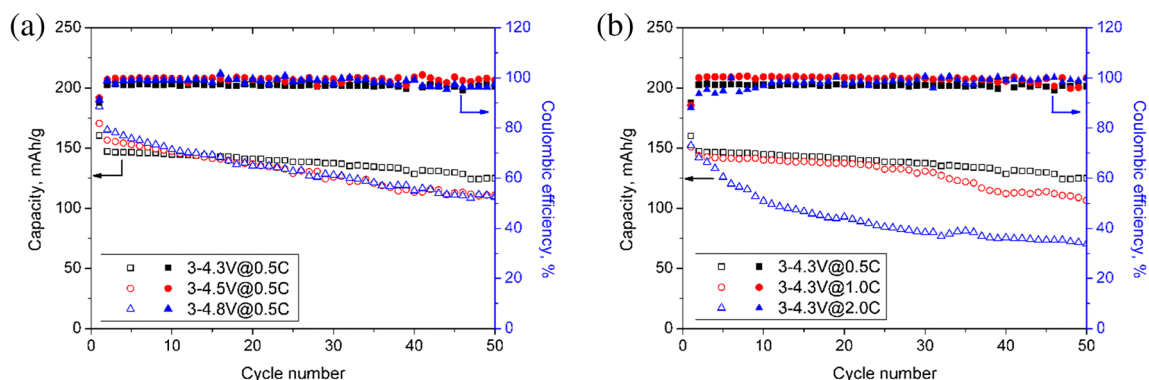 (a)
250
200
150
100
50
0
Capacity, mAh/g
3-4.3V@0.5C
3-4.5V@0.5C
3-4.8V@0.5C
0 10 20 30 40 50
Cycle number
120
100
80
60
40
20
0
Coulombic efficiency, %
(b)
250
200
150
100
50
0
Capacity, mAh/g
3-4.3V@0.5C
3-4.3V@1.0C
3-4.3V@2.0C
0 10 20 30 40 50
Cycle number
120
100
80
60
40
20
0
Coulombic efficiency, %